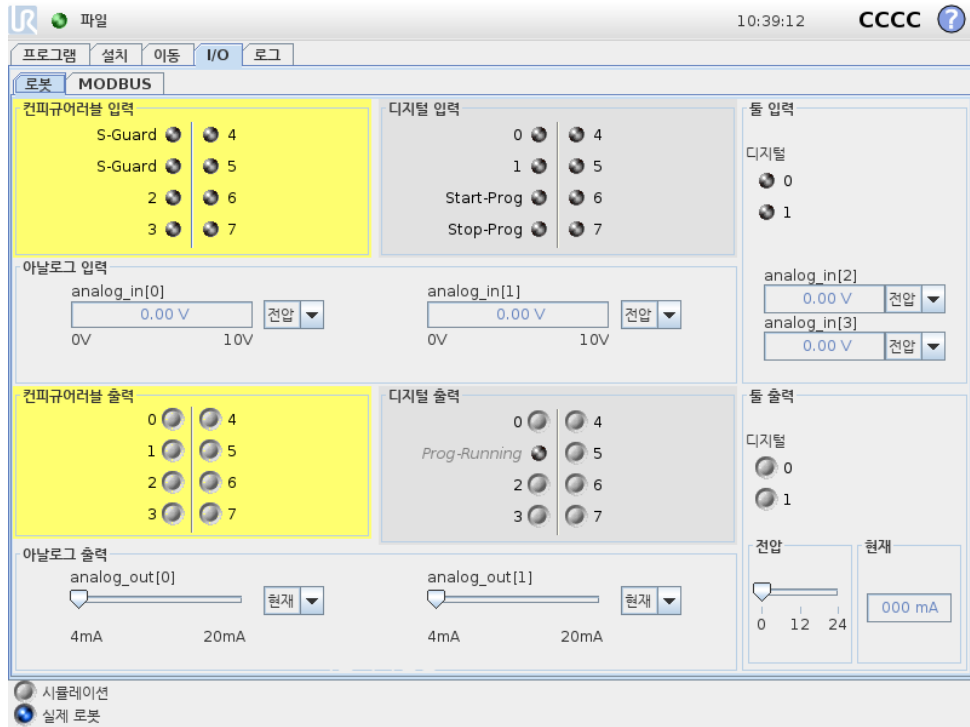 UR 파일 10:39:12 CCCC ?
프로그램 설치 이동 I/O 로그
로봇 MODBUS
컨피규어러블 입력
S-Guard 4
S-Guard 5
2 6
3 7
디지털 입력
0 4
1 5
Start-Prog 6
Stop-Prog 7
툴 입력
디지털
0
1
analog_in[2]
0.00 V 전압
analog_in[3]
0.00 V 전압
아날로그 입력
analog_in[0]
0.00 V 전압
0V 10V
analog_in[1]
0.00 V 전압
0V 10V
컨피규어러블 출력
0 4
1 5
2 6
3 7
디지털 출력
0 4
Prog-Running 5
2 6
3 7
툴 출력
디지털
0
1
전압
0 12 24
현재
000 mA
아날로그 출력
analog_out[0]
현재
4mA 20mA
analog_out[1]
현재
4mA 20mA
시뮬레이션
실제 로봇